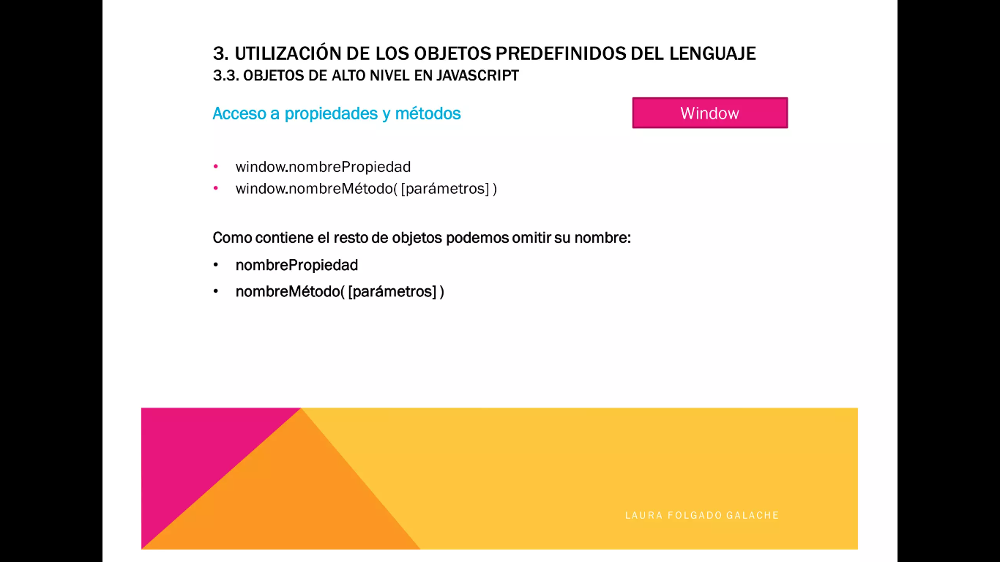 3. UTILIZACIÓN DE LOS OBJETOS PREDEFINIDOS DEL LENGUAJE
3.3. OBJETOS DE ALTO NIVEL EN JAVASCRIPT
Acceso a propiedades y métodos
Window
• window.nombrePropiedad
• window.nombreMétodo( [parámetros] )
Como contiene el resto de objetos podemos omitir su nombre:
• nombrePropiedad
• nombreMétodo( [parámetros] )
LAURA FOLGADO GALACHE